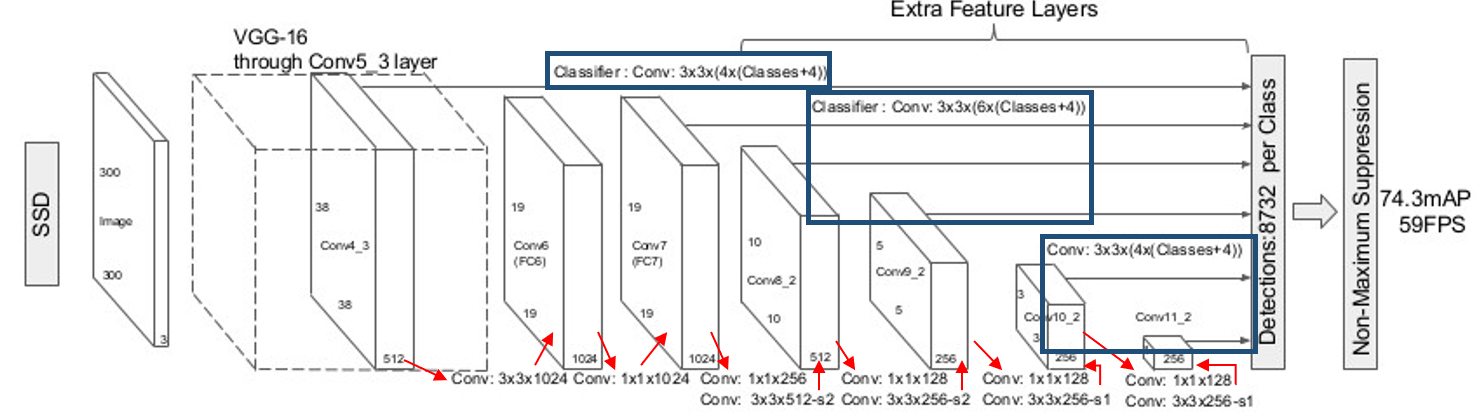 Extra Feature Layers
VGG-16
through Conv5_3 layer
Classifier : Conv: 3x3x(4x(Classes+4))
Classifier : Conv: 3x3x(6x(Classes+4))
SSD
300
Image
300
3
38
Conv4_3
38
512
19
Conv6
(FC6)
19
1024
19
Conv7
(FC7)
19
1024
10
Conv8_2
10
512
5
Conv9_2
5
256
Conv: 3x3x(4x(Classes+4))
3
Conv10_2
3
256
Conv11_2
1
256
Detections:8732 per Class
Non-Maximum Suppression
74.3mAP
59FPS
Conv: 3x3x1024
Conv: 1x1x1024
Conv: 1x1x256
Conv: 3x3x512-s2
Conv: 1x1x128
Conv: 3x3x256-s2
Conv: 1x1x128
Conv: 3x3x256-s1
Conv: 1x1x128
Conv: 3x3x256-s1